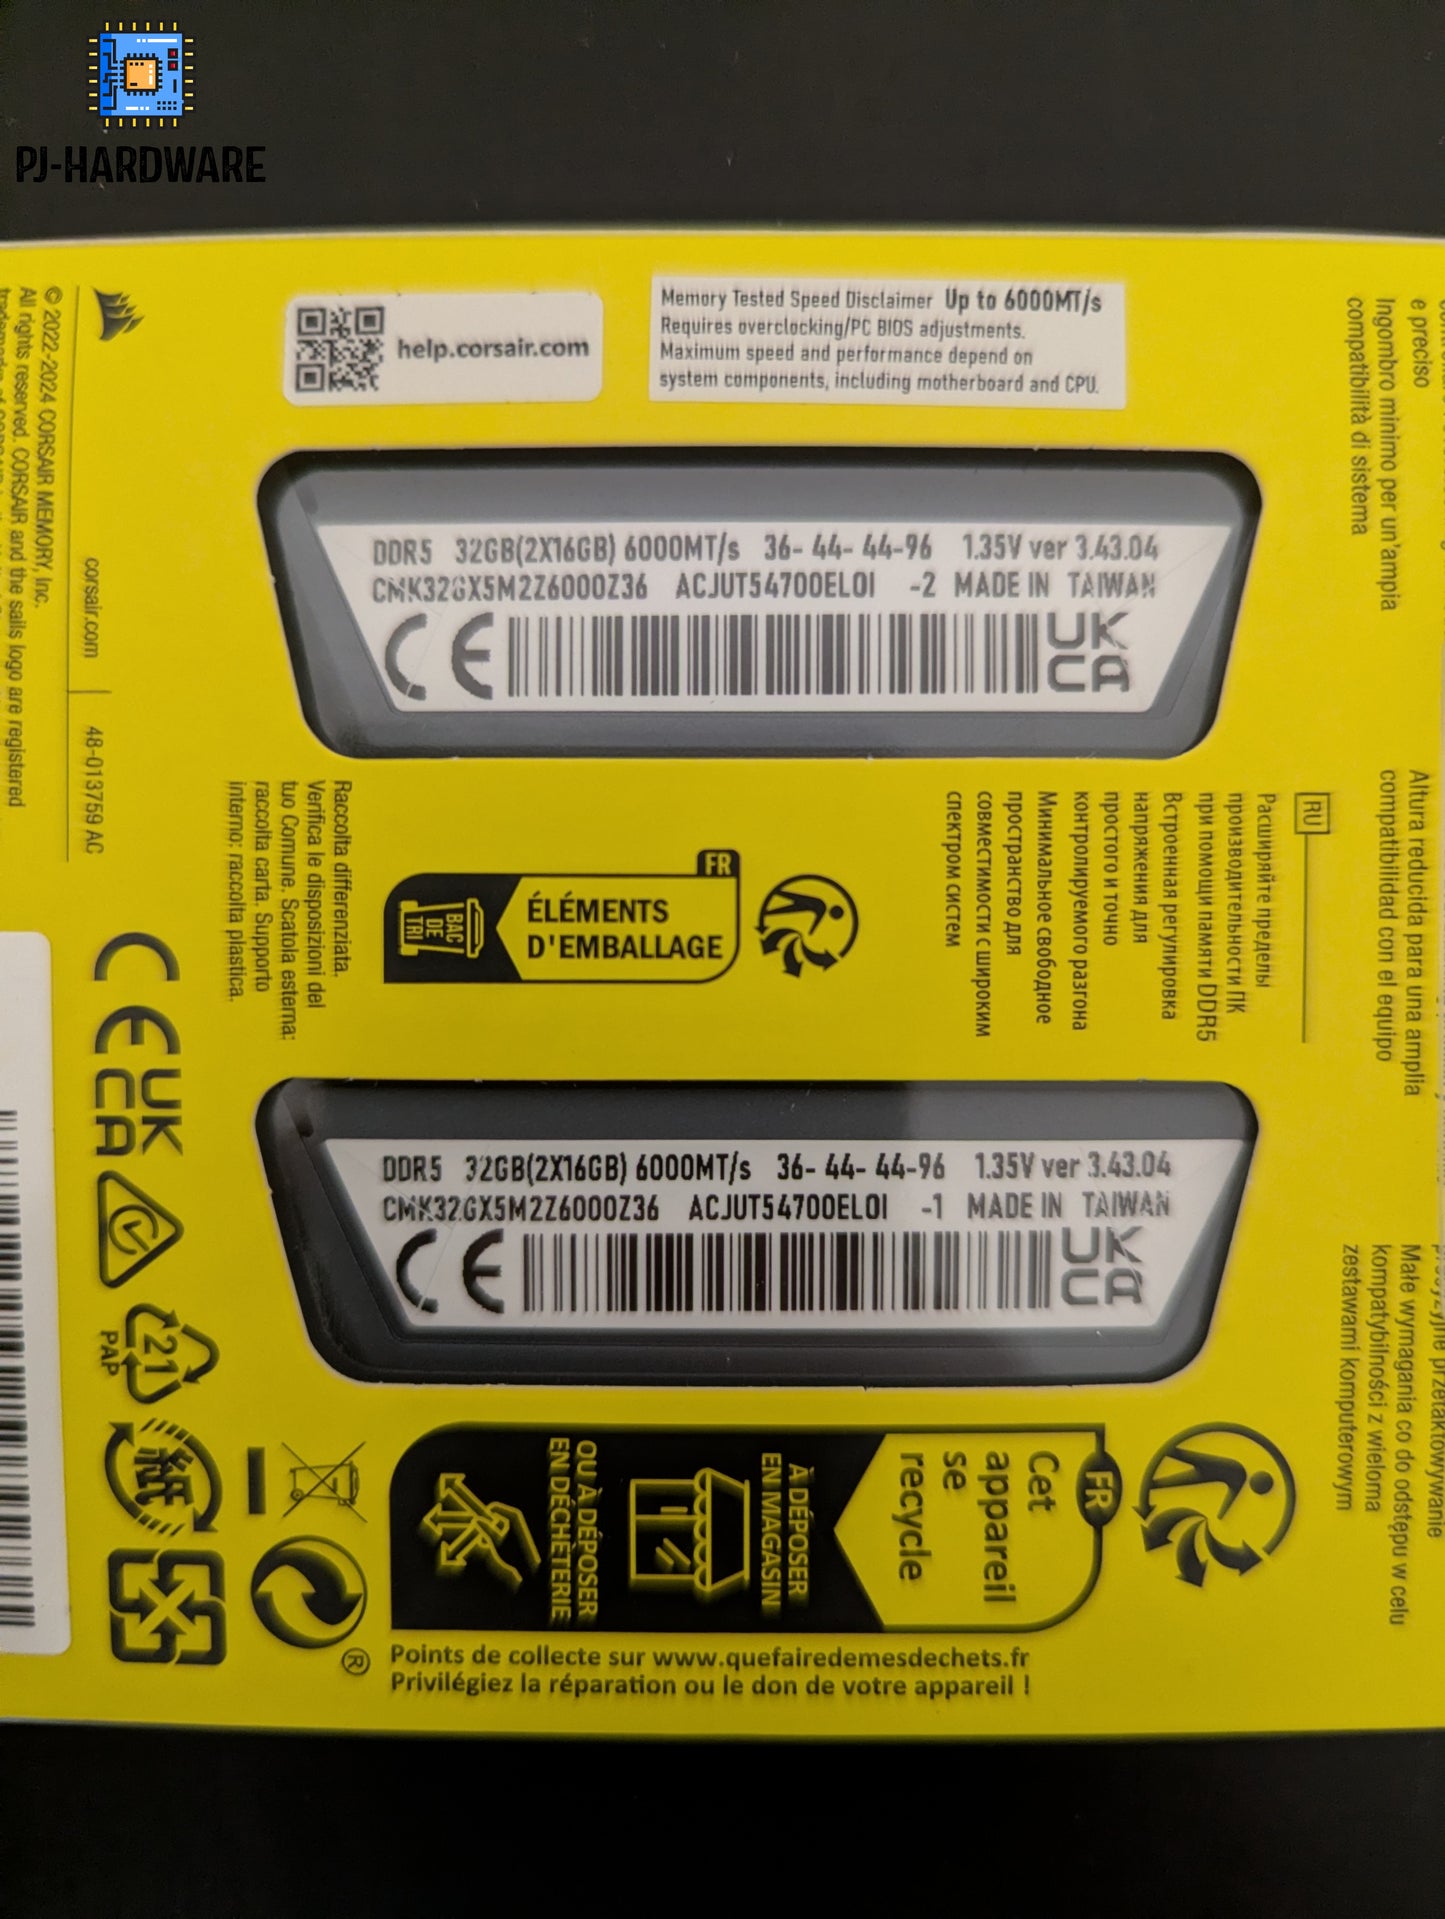 PJ-HARDWARE
help.corsair.com
Memory Tested Speed Disclaimer Up to 6000MT/s
Requires overclocking/PC BIOS adjustments.
Maximum speed and performance depend on
system components, including motherboard and CPU.
© 2022-2024 CORSAIR MEMORY, Inc.
All rights reserved. CORSAIR and the sails logo are registered
corsair.com
48-013759 AC
e preciso
Ingombro minimo per un'ampia
compatibilità di sistema
DDR5 32GB(2X16GB) 6000MT/s 36- 44- 44-96 1.35V ver 3.43.04
CMK32GX5M2Z6000Z36 ACJUT54700EL0I -2 MADE IN TAIWAN
CE
UK
CA
Altura reducida para una amplia
compatibilidad con el equipo
RU
Расширяйте пределы
производительности ПК
при помощи памяти DDR5
Встроенная регулировка
напряжения для
простого и точно
контролируемого разгона
Минимальное свободное
пространство для
совместимости с широким
спектром систем
FR
ÉLÉMENTS
D'EMBALLAGE
BAC
DE
TRI
Raccolta differenziata.
Verifica le disposizioni del
tuo Comune. Scatola esterna:
raccolta carta. Supporto
interno: raccolta plastica.
CE
UK
CA
21
PAP
紙
DDR5 32GB(2X16GB) 6000MT/s 36- 44- 44-96 1.35V ver 3.43.04
CMK32GX5M2Z6000Z36 ACJUT54700EL0I -1 MADE IN TAIWAN
CE
UK
CA
Małe wymagania co do odstępu w celu
kompatybilności z wieloma
zestawami komputerowym
FR
Cet
appareil
se
recycle
À DÉPOSER
EN MAGASIN
OU À DÉPOSER
EN DÉCHÈTERIE
®
Points de collecte sur www.quefairedemesdechets.fr
Privilégiez la réparation ou le don de votre appareil !